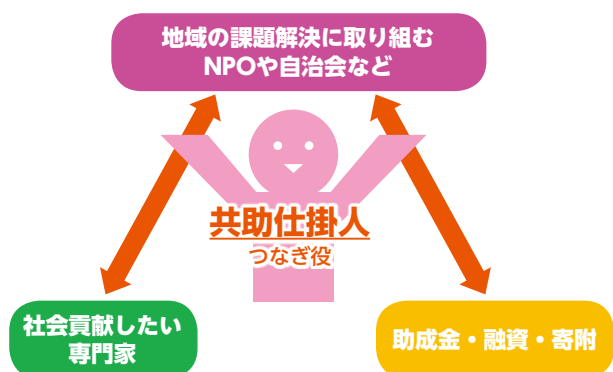 地域の課題解決に取り組む
NPOや自治会など
共助仕掛人
つなぎ役
社会貢献したい
専門家
助成金・融資・寄附